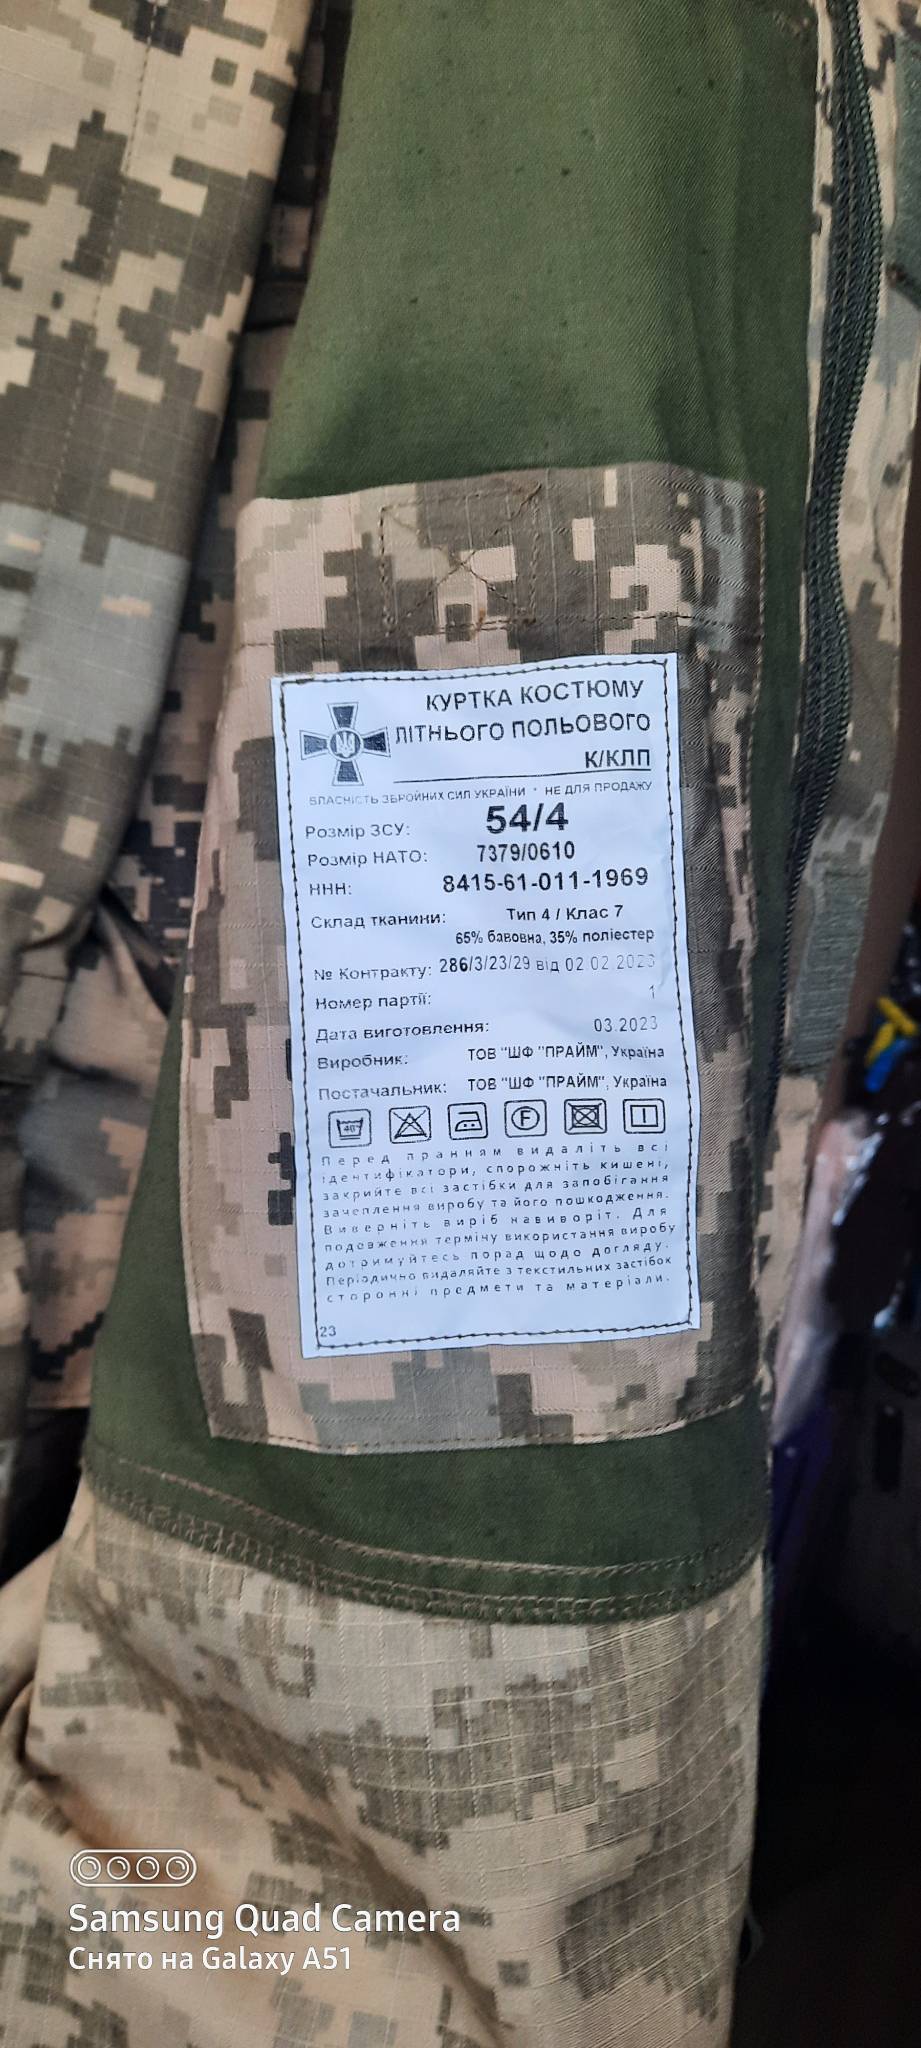 КУРТКА КОСТЮМУ
ЛІТНЬОГО ПОЛЬОВОГО
К/КЛП
ВЛАСНІСТЬ ЗБРОЙНИХ СИЛ УКРАЇНИ * НЕ ДЛЯ ПРОДАЖУ
Розмір ЗСУ: 54/4
Розмір НАТО: 7379/0610
ННН: 8415-61-011-1969
Склад тканини: Тип 4 / Клас 7
65% бавовна, 35% поліестер
№ Контракту: 286/3/23/29 від 02.02.2023
Номер партії: 1
Дата виготовлення: 03.2023
Виробник: ТОВ "ШФ "ПРАЙМ", Україна
Постачальник: ТОВ "ШФ "ПРАЙМ", Україна
40° F
Перед пранням видаліть всі
ідентифікатори, спорожніть кишені,
закрийте всі застібки для запобігання
зачеплення виробу та його пошкодження.
Виверніть виріб навиворіт. Для
подовження терміну використання виробу
дотримуйтесь порад щодо догляду.
Періодично видаляйте з текстильних застібок
сторонні предмети та матеріали.
23
Samsung Quad Camera
Снято на Galaxy A51